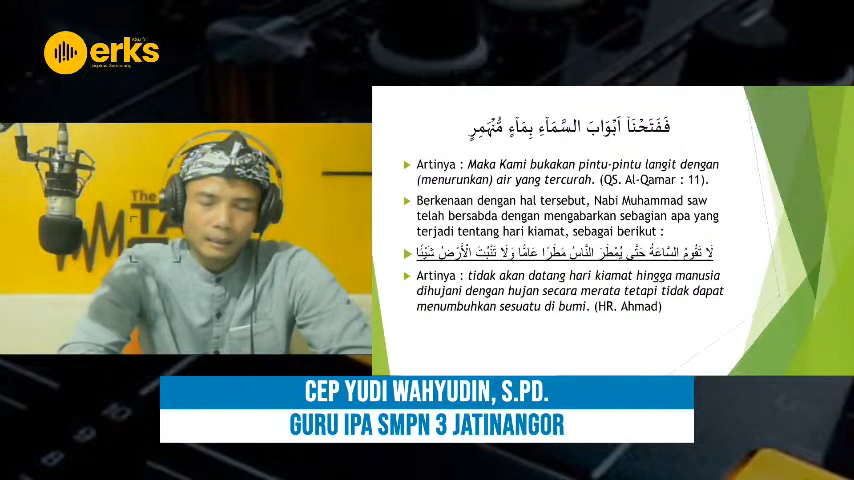 erks
The
فَفَتَحْنَآ اَبْوَابَ السَّمَاۤءِ بِمَاۤءٍ مُّنْهَمِرٍ
Artinya : Maka Kami bukakan pintu-pintu langit dengan
(menurunkan) air yang tercurah. (QS. Al-Qamar : 11).
Berkenaan dengan hal tersebut, Nabi Muhammad saw
telah bersabda dengan mengabarkan sebagian apa yang
terjadi tentang hari kiamat, sebagai berikut :
لَا تَقُومُ السَّاعَةُ حَتَّى يُمْطَرَ النَّاسُ مَطَرًا عَامًّا وَلَا تَنْبُتَ الْأَرْضُ شَيْئًا
Artinya : tidak akan datang hari kiamat hingga manusia
dihujani dengan hujan secara merata tetapi tidak dapat
menumbuhkan sesuatu di bumi. (HR. Ahmad)
CEP YUDI WAHYUDIN, S.PD.
GURU IPA SMPN 3 JATINANGOR